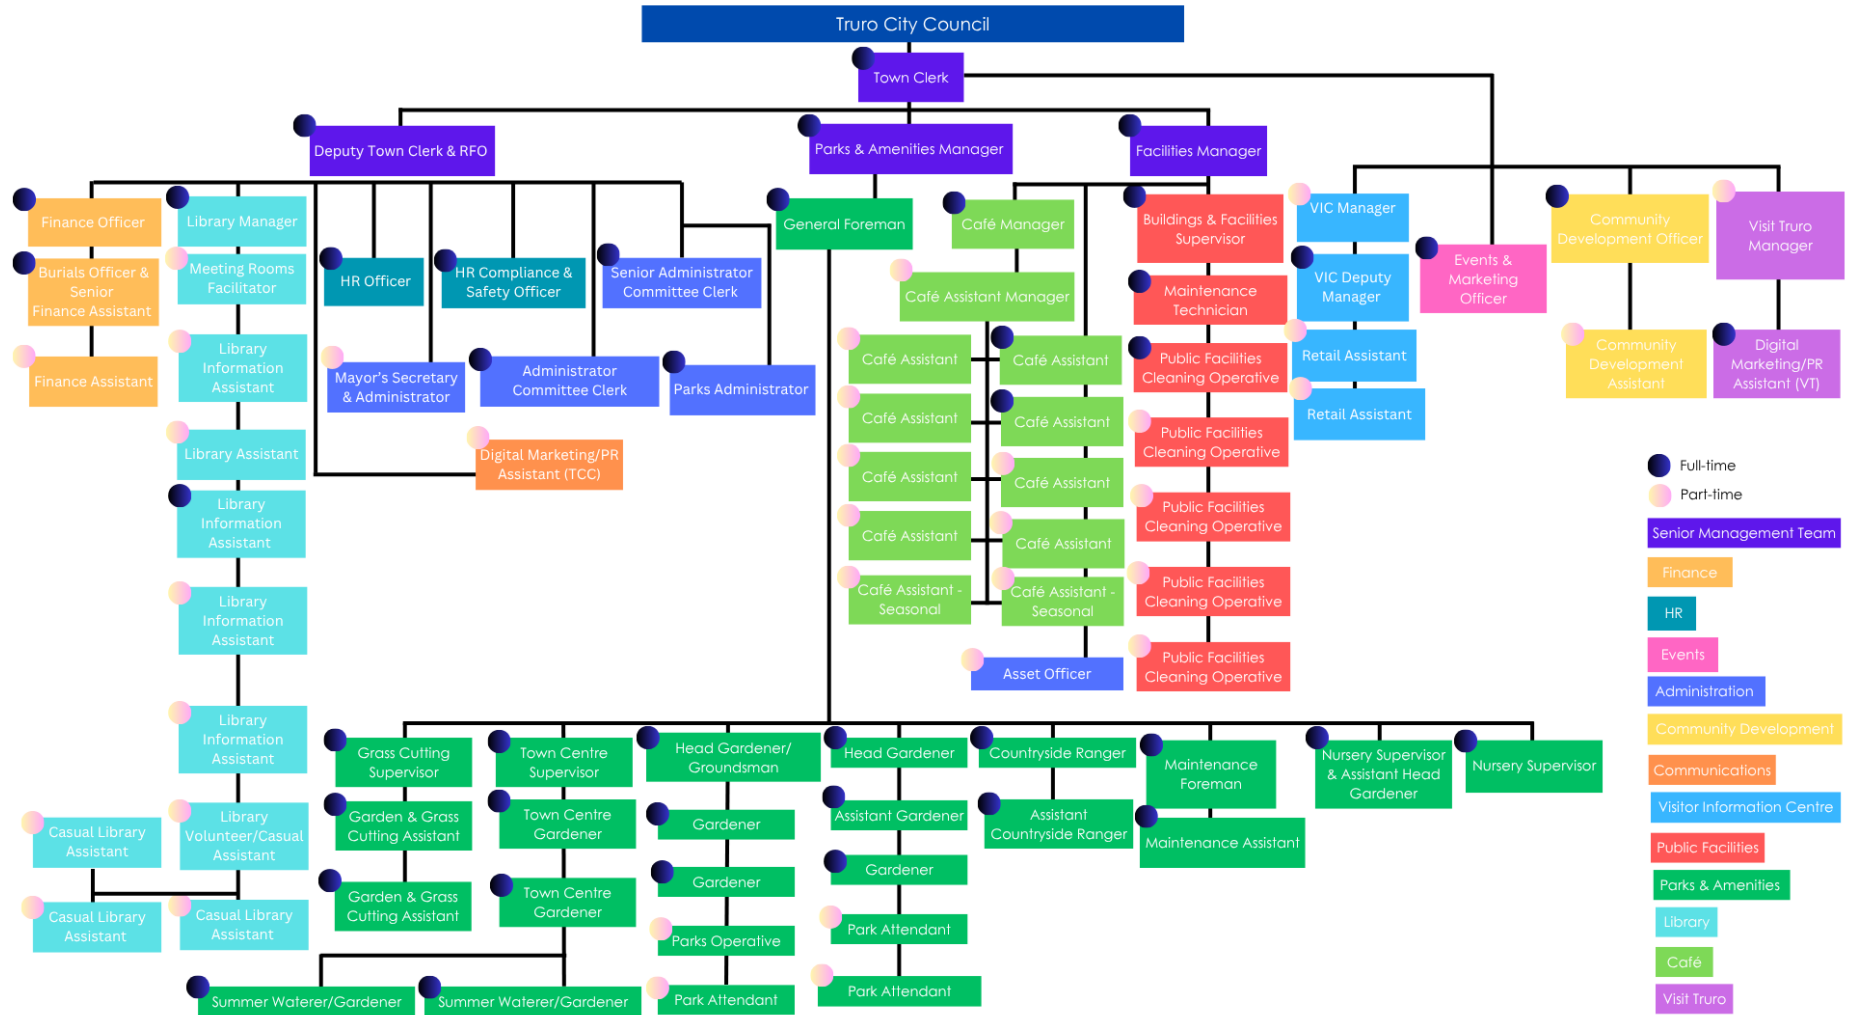 Truro City Council
Town Clerk
Deputy Town Clerk & RFO
Parks & Amenities Manager
Facilities Manager
Finance Officer
Burials Officer &
Senior
Finance Assistant
Finance Assistant
Library Manager
Meeting Rooms
Facilitator
Library
Information
Assistant
Library Assistant
Library
Information
Assistant
Library
Information
Assistant
Library
Information
Assistant
Library
Volunteer/Casual
Assistant
Casual Library
Assistant
Casual Library
Assistant
Casual Library
Assistant
HR Officer
HR Compliance &
Safety Officer
Senior Administrator
Committee Clerk
Mayor's Secretary
& Administrator
Administrator
Committee Clerk
Parks Administrator
Digital Marketing/PR
Assistant (TCC)
General Foreman
Café Manager
Café Assistant Manager
Café Assistant
Café Assistant
Café Assistant
Café Assistant
Café Assistant
Café Assistant
Café Assistant
Café Assistant
Café Assistant -
Seasonal
Café Assistant -
Seasonal
Asset Officer
Buildings & Facilities
Supervisor
Maintenance
Technician
Public Facilities
Cleaning Operative
Public Facilities
Cleaning Operative
Public Facilities
Cleaning Operative
Public Facilities
Cleaning Operative
Public Facilities
Cleaning Operative
VIC Manager
VIC Deputy
Manager
Retail Assistant
Retail Assistant
Events &
Marketing
Officer
Community
Development Officer
Community
Development
Assistant
Visit Truro
Manager
Digital
Marketing/PR
Assistant (VT)
Grass Cutting
Supervisor
Garden & Grass
Cutting Assistant
Garden & Grass
Cutting Assistant
Town Centre
Supervisor
Town Centre
Gardener
Town Centre
Gardener
Summer Waterer/Gardener
Summer Waterer/Gardener
Head Gardener/
Groundsman
Gardener
Gardener
Parks Operative
Park Attendant
Head Gardener
Assistant Gardener
Gardener
Park Attendant
Park Attendant
Countryside Ranger
Assistant
Countryside Ranger
Maintenance
Foreman
Maintenance Assistant
Nursery Supervisor
& Assistant Head
Gardener
Nursery Supervisor
Full-time
Part-time
Senior Management Team
Finance
HR
Events
Administration
Community Development
Communications
Visitor Information Centre
Public Facilities
Parks & Amenities
Library
Café
Visit Truro